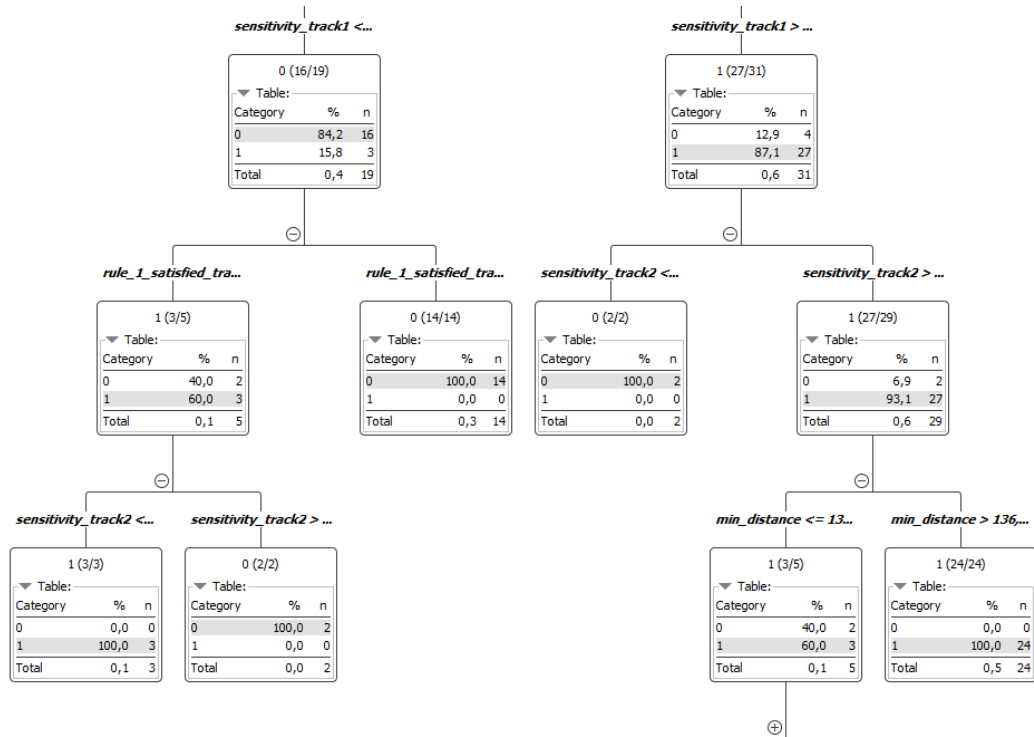 sensitivity_track1 <...
sensitivity_track1 > ...
0 (16/19)
Table:
Category % n
0 84,2 16
1 15,8 3
Total 0,4 19
1 (27/31)
Table:
Category % n
0 12,9 4
1 87,1 27
Total 0,6 31
rule_1_satisfied_tra...
rule_1_satisfied_tra...
sensitivity_track2 <...
sensitivity_track2 > ...
1 (3/5)
Table:
Category % n
0 40,0 2
1 60,0 3
Total 0,1 5
0 (14/14)
Table:
Category % n
0 100,0 14
1 0,0 0
Total 0,3 14
0 (2/2)
Table:
Category % n
0 100,0 2
1 0,0 0
Total 0,0 2
1 (27/29)
Table:
Category % n
0 6,9 2
1 93,1 27
Total 0,6 29
sensitivity_track2 <...
sensitivity_track2 > ...
min_distance <= 13...
min_distance > 136,...
1 (3/3)
Table:
Category % n
0 0,0 0
1 100,0 3
Total 0,1 3
0 (2/2)
Table:
Category % n
0 100,0 2
1 0,0 0
Total 0,0 2
1 (3/5)
Table:
Category % n
0 40,0 2
1 60,0 3
Total 0,1 5
1 (24/24)
Table:
Category % n
0 0,0 0
1 100,0 24
Total 0,5 24